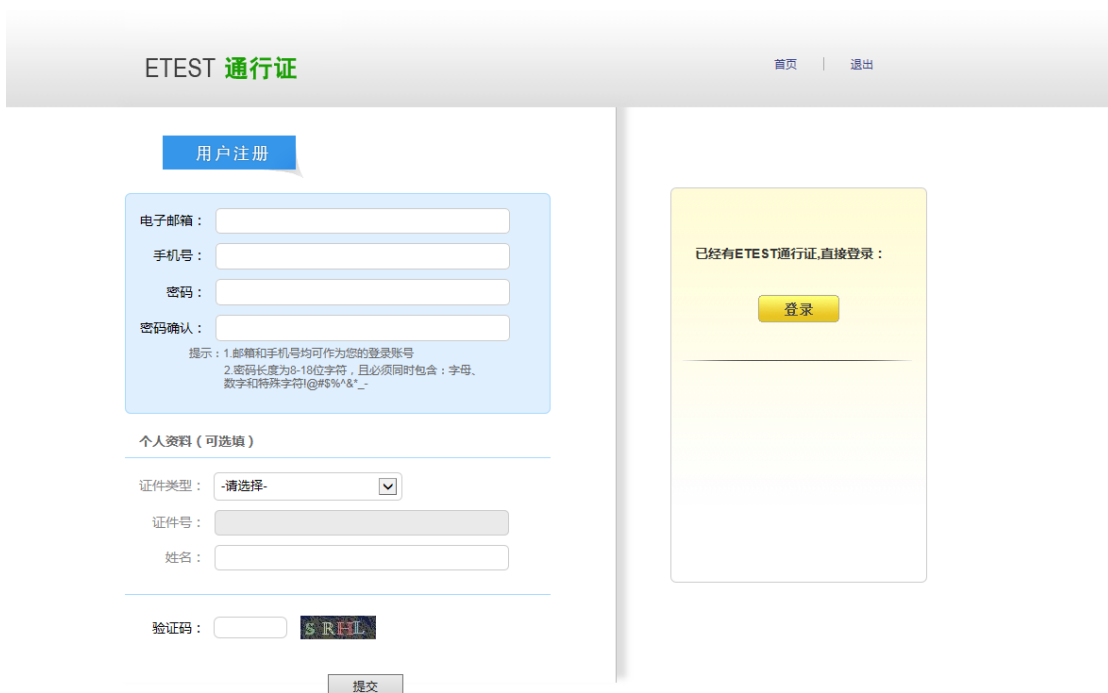 ETEST 通行证
首页 | 退出
用户注册
电子邮箱：
手机号：
密码：
密码确认：
提示：1.邮箱和手机号均可作为您的登录账号
2.密码长度为8-18位字符，且必须同时包含：字母、
数字和特殊字符!@#$%^&*_-
个人资料（可选填）
证件类型： -请选择-
证件号：
姓名：
验证码： S RHL
提交
已经有ETEST通行证,直接登录：
登录